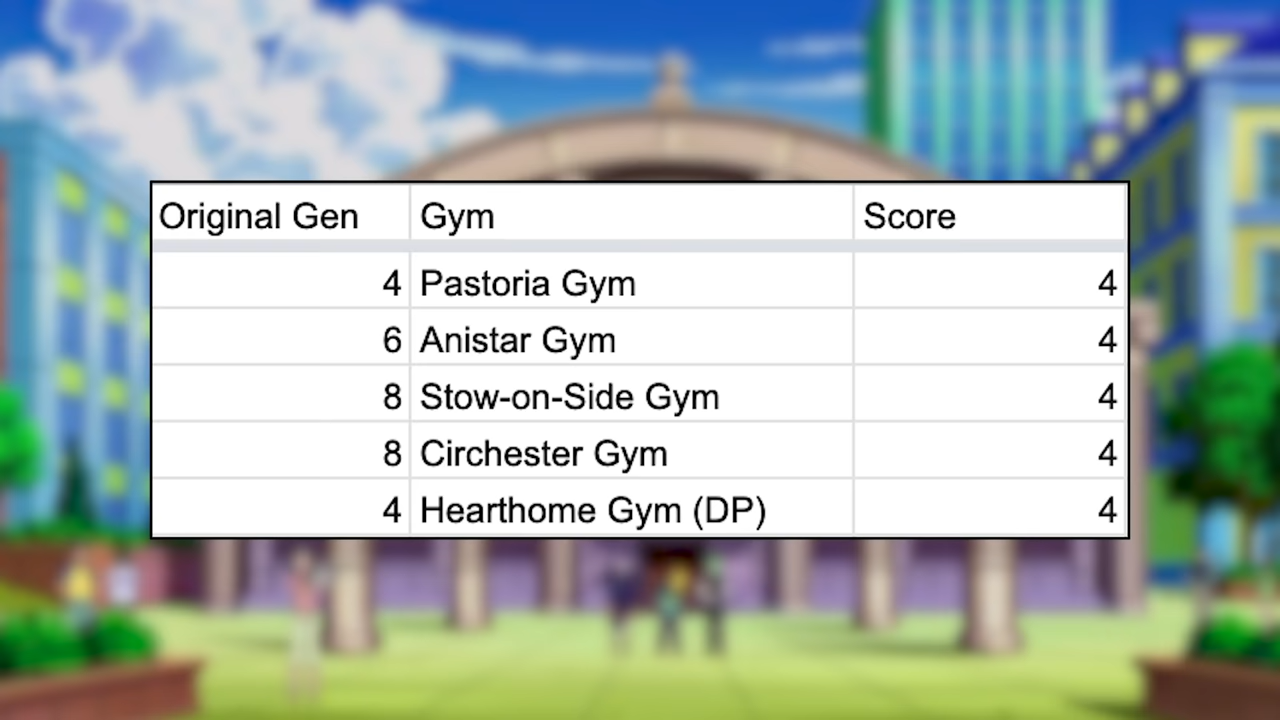 Original Gen Gym Score
4 Pastoria Gym 4
6 Anistar Gym 4
8 Stow-on-Side Gym 4
8 Circhester Gym 4
4 Hearthome Gym (DP) 4